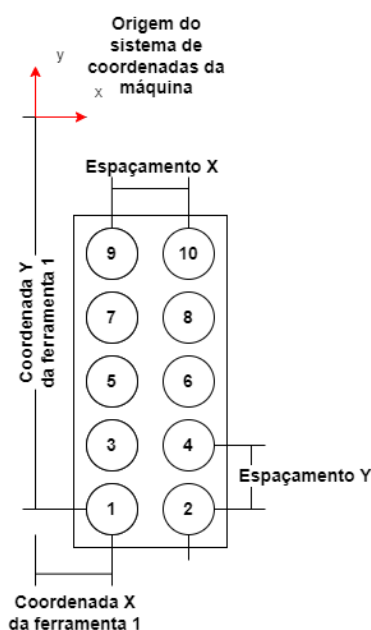 Origem do
sistema de
coordenadas da
máquina
y
x
Espaçamento X
9
10
7
8
5
6
3
4
1
2
Coordenada Y
da ferramenta 1
Espaçamento Y
Coordenada X
da ferramenta 1